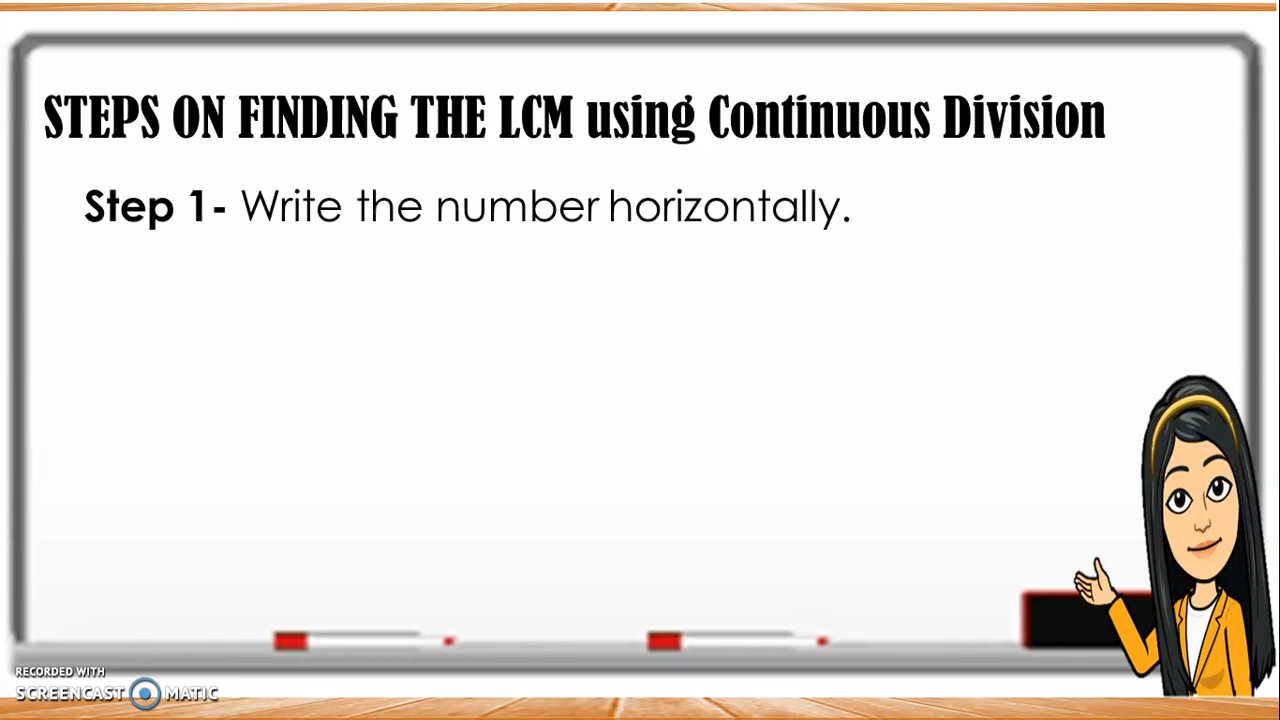 STEPS ON FINDING THE LCM using Continuous Division
Step 1- Write the number horizontally.
RECORDED WITH
SCREENCAST MATIC